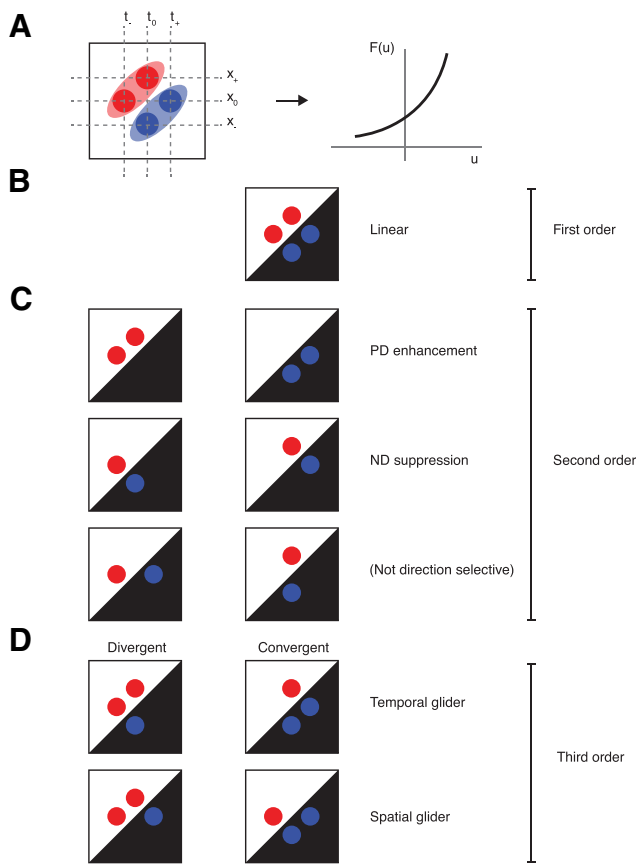 A
t- t0 t+
x+
x0
x-
F(u)
u
B
Linear
First order
C
PD enhancement
ND suppression
Second order
(Not direction selective)
D
Divergent
Convergent
Temporal glider
Third order
Spatial glider